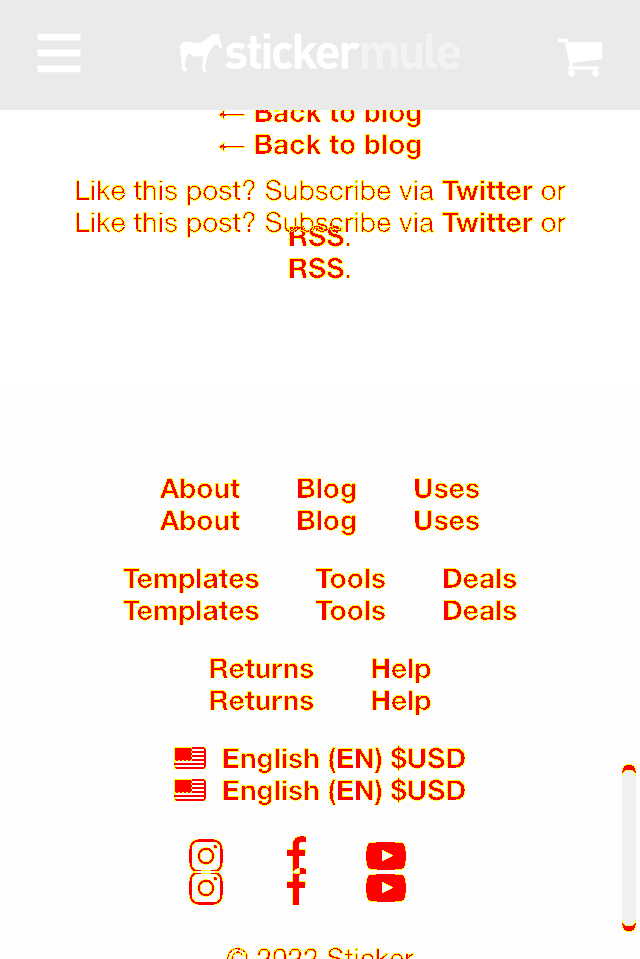 stickermule
← Back to blog
← Back to blog
Like this post? Subscribe via Twitter or
Like this post? Subscribe via Twitter or
RSS.
RSS.
About Blog Uses
About Blog Uses
Templates Tools Deals
Templates Tools Deals
Returns Help
Returns Help
English (EN) $USD
English (EN) $USD
© 2022 Sticker